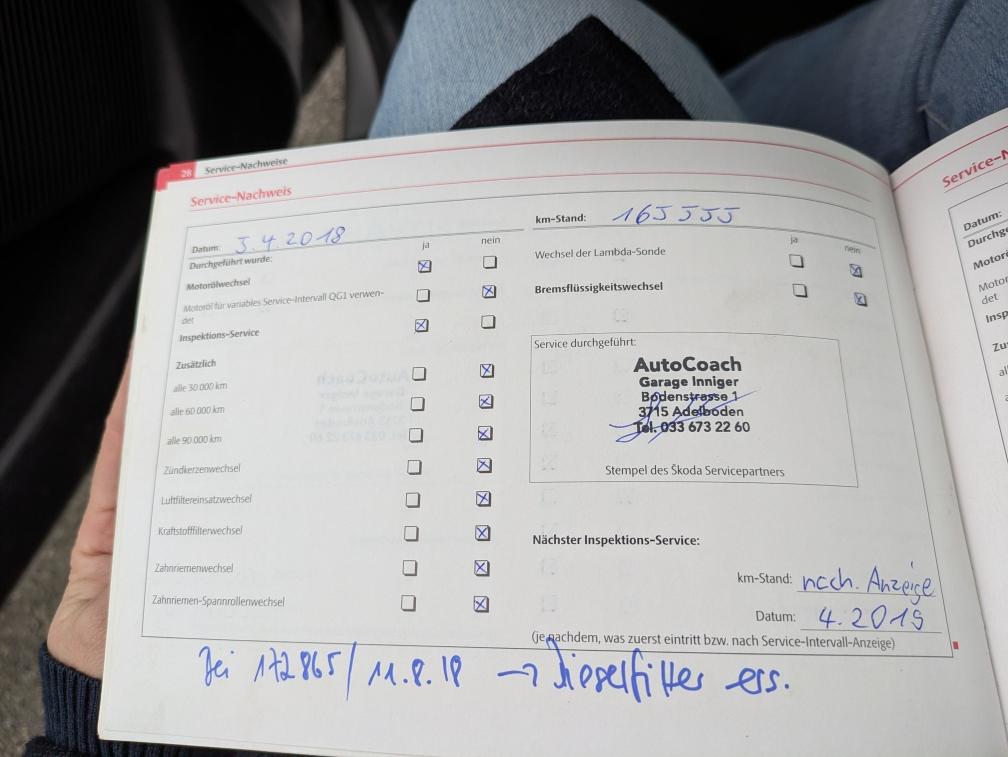 28 Service-Nachweise
Service-Nachweis
Datum: 5.4.2018
km-Stand: 165555
ja nein
Durchgeführt wurde:
Motorölwechsel
Motoröl für variables Service-Intervall QG1 verwen-
det
Inspektions-Service
Zusätzlich
alle 30 000 km
alle 60 000 km
alle 90 000 km
Zündkerzenwechsel
Luftfiltereinsatzwechsel
Kraftstofffilterwechsel
Zahnriemenwechsel
Zahnriemen-Spannrollenwechsel
ja nein
Wechsel der Lambda-Sonde
Bremsflüssigkeitswechsel
Service durchgeführt:
AutoCoach
Garage Inniger
Bodenstrasse 1
3715 Adelboden
Tel. 033 673 22 60
Stempel des Škoda Servicepartners
Nächster Inspektions-Service:
km-Stand: nach. Anzeige
Datum: 4.2019
(je nachdem, was zuerst eintritt bzw. nach Service-Intervall-Anzeige)
Bei 172865/ 11.8.18 → Dieselfilter ers.
Service-N
Datum:
Durchge
Motorö
Motor
det
Insp
Zu
al